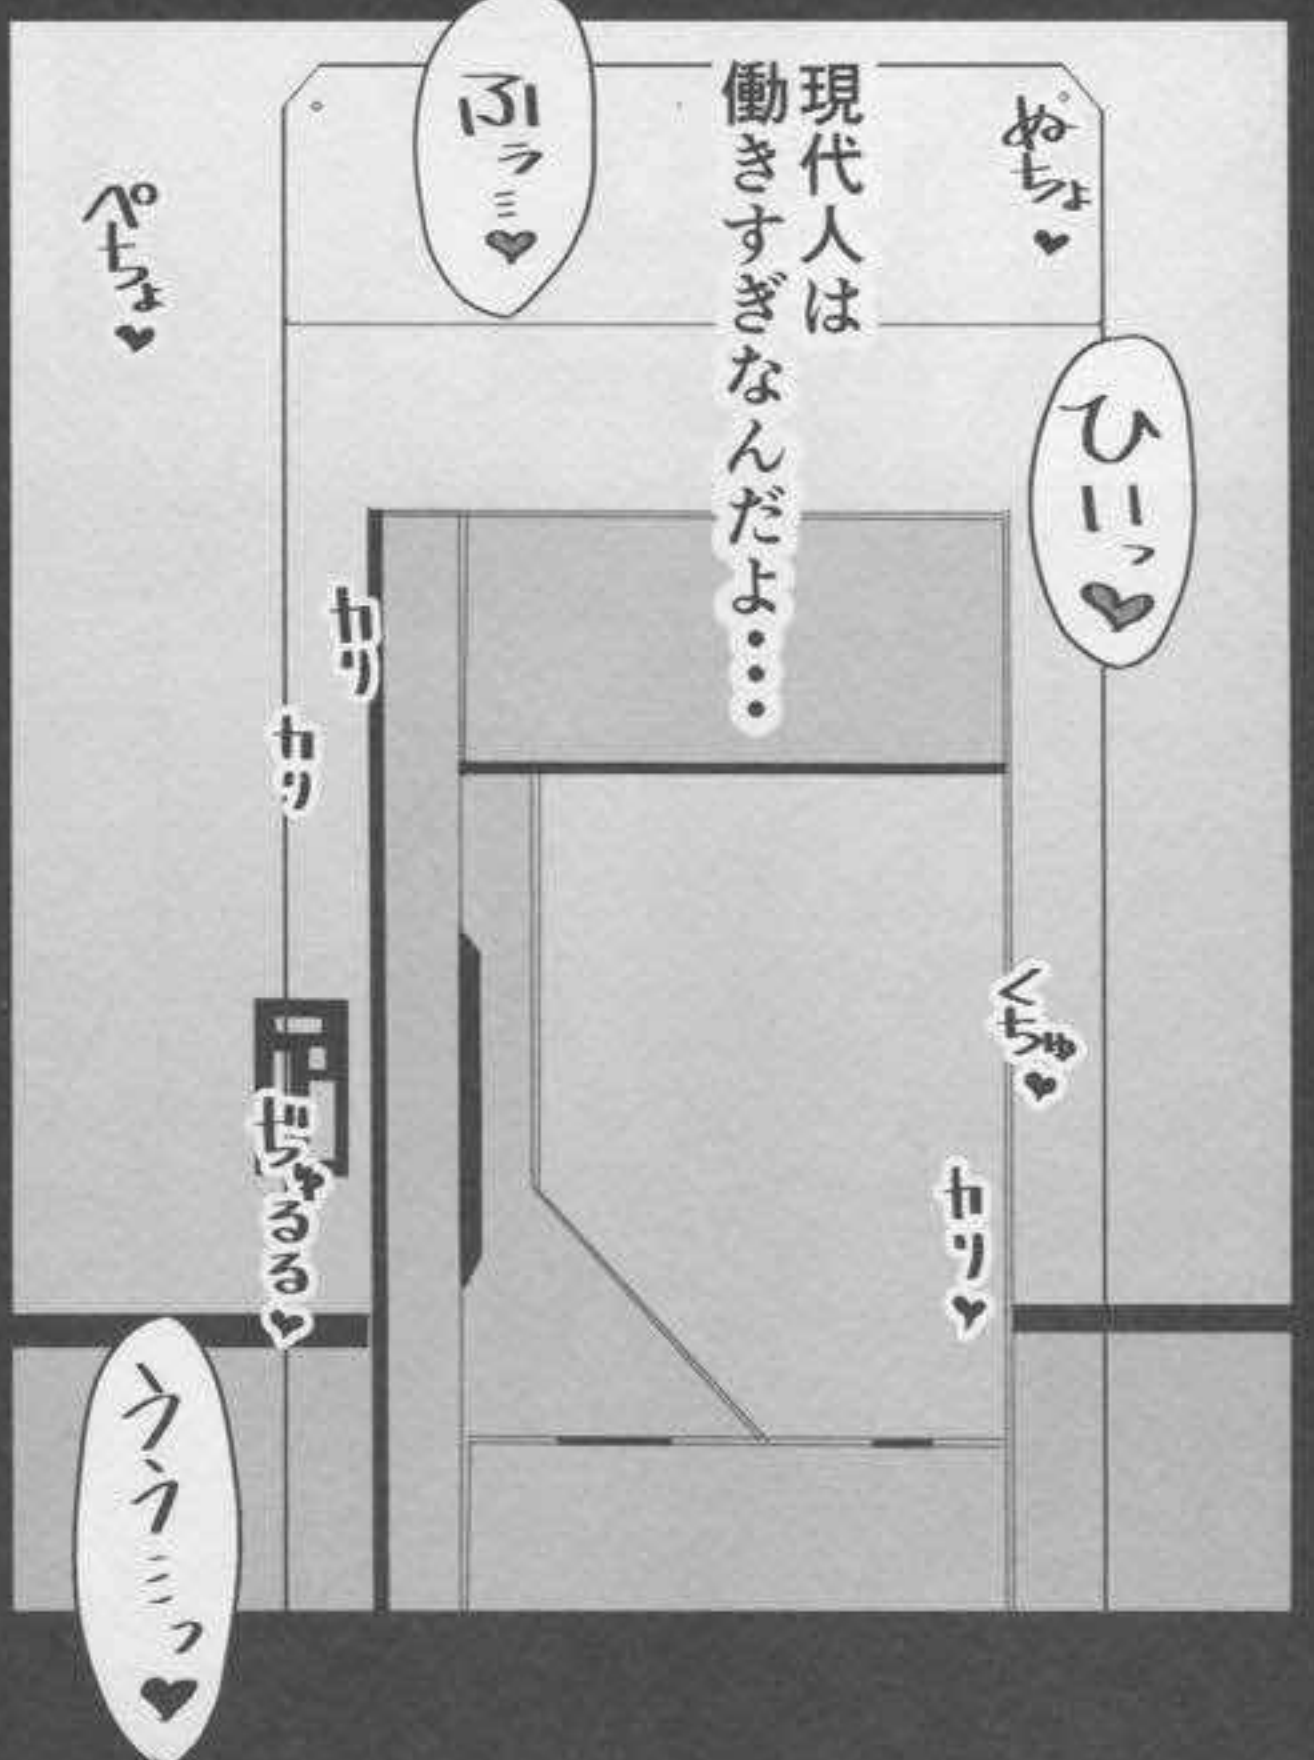 ぬちょ♥
現代人は
働きすぎなんだよ・・・
ふぅ…♥
ぺちょ♥
ひいっ♥
カリ
カリ
くちゅ♥
カリ♥
ぢゅるる♥
うう…っ♥